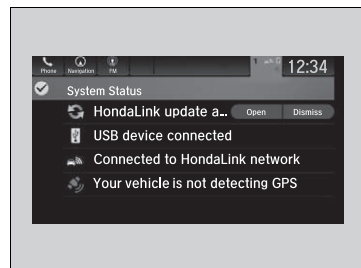 Phone Navigation FM 1 12:34
System Status
HondaLink update a... Open Dismiss
USB device connected
Connected to HondaLink network
Your vehicle is not detecting GPS